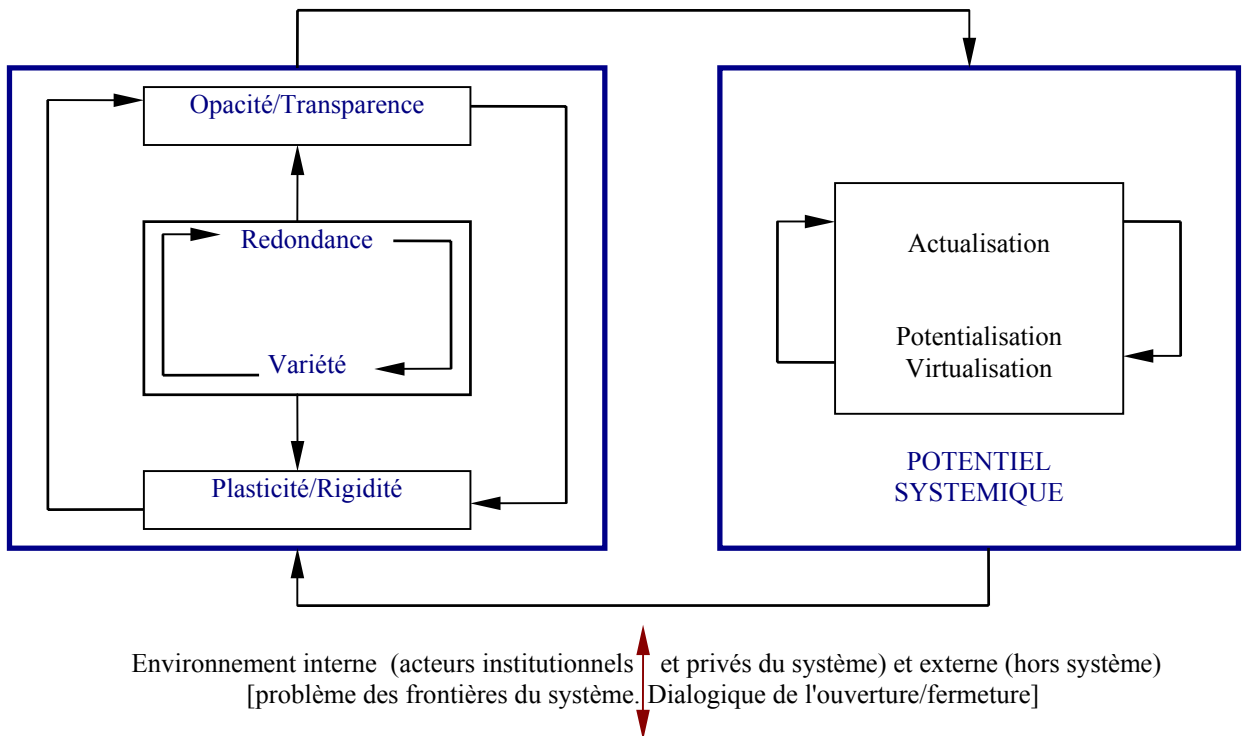 Opacité/Transparence
Redondance
Variété
Plasticité/Rigidité
Actualisation
Potentialisation
Virtualisation
POTENTIEL
SYSTEMIQUE
Environnement interne (acteurs institutionnels et privés du système) et externe (hors système)
[problème des frontières du système. Dialogique de l'ouverture/fermeture]